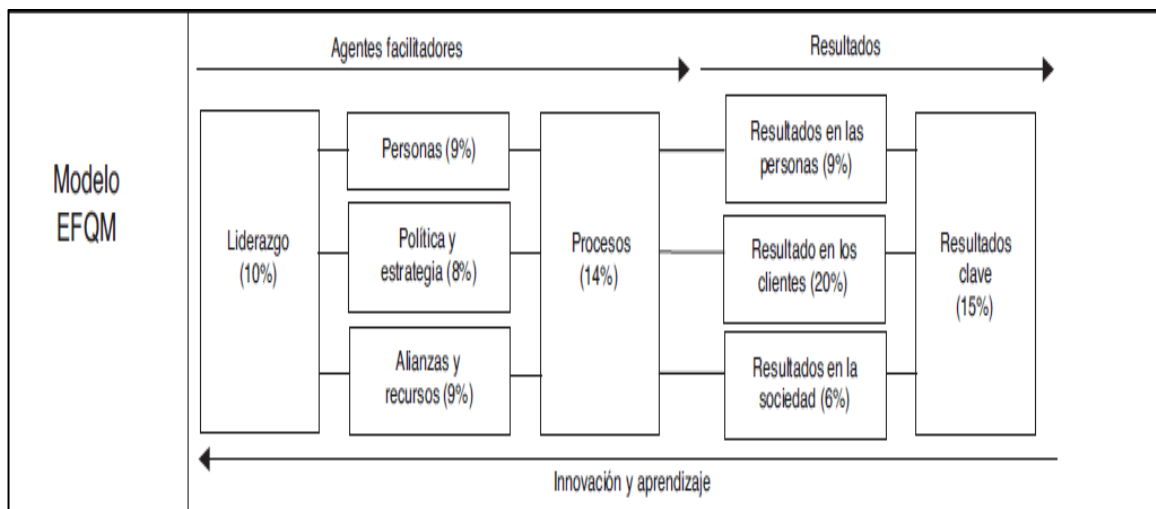 Modelo
EFQM
Agentes facilitadores
Resultados
Liderazgo
(10%)
Personas (9%)
Política y
estrategia (8%)
Alianzas y
recursos (9%)
Procesos
(14%)
Resultados en las
personas (9%)
Resultado en los
clientes (20%)
Resultados en la
sociedad (6%)
Resultados
clave
(15%)
Innovación y aprendizaje